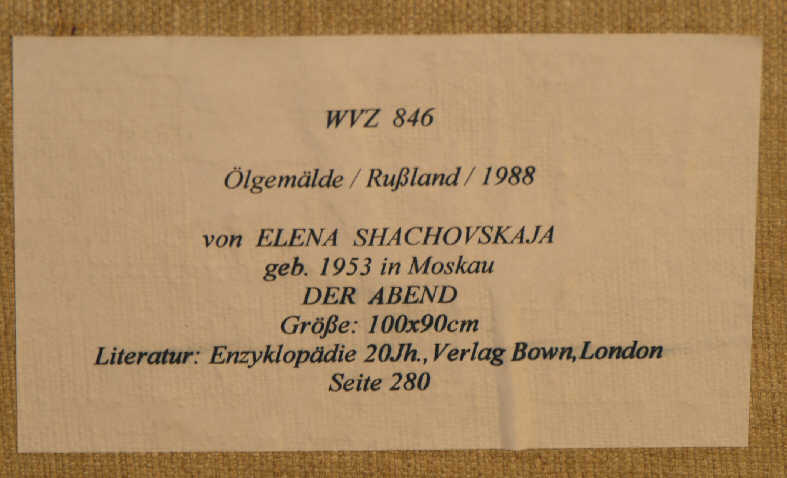 WVZ 846
Ölgemälde / Rußland / 1988
von ELENA SHACHOVSKAJA
geb. 1953 in Moskau
DER ABEND
Größe: 100x90cm
Literatur: Enzyklopädie 20Jh., Verlag Bown, London
Seite 280